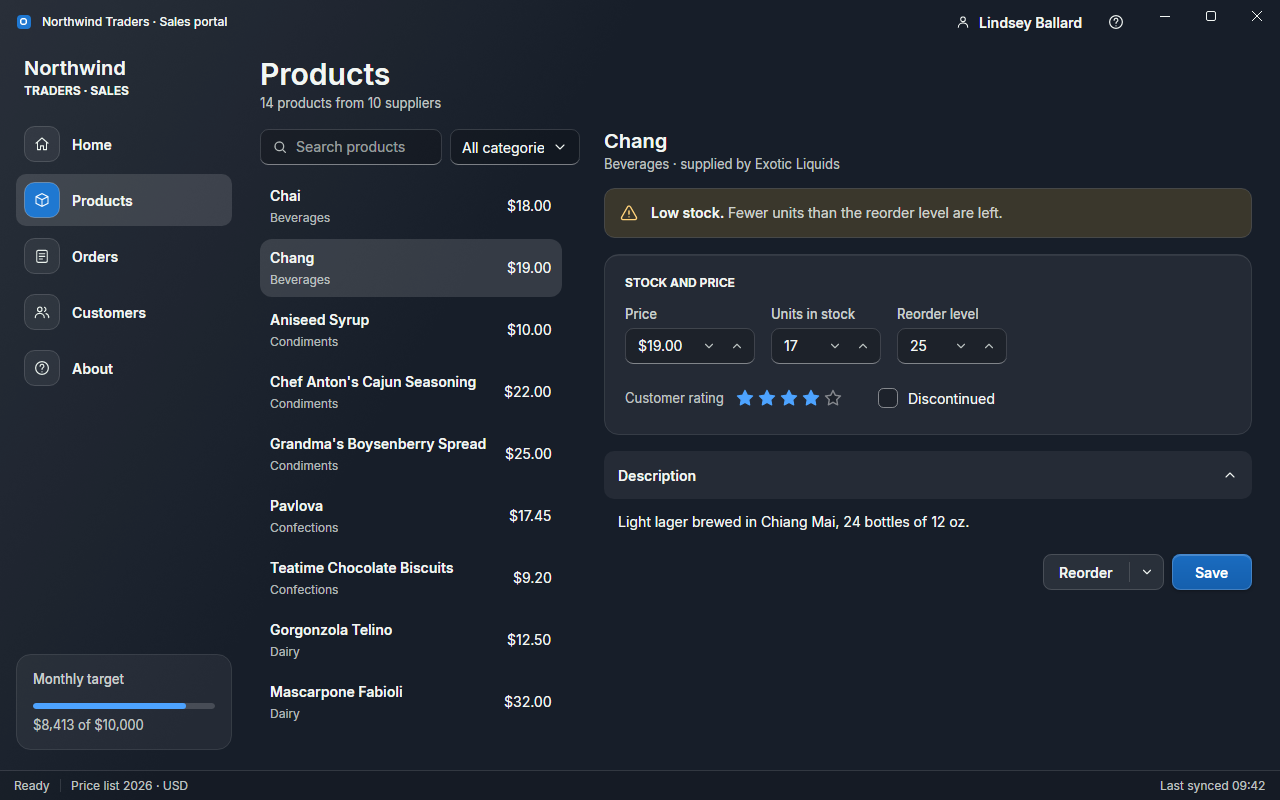 Northwind Traders · Sales portal
Lindsey Ballard
Northwind
TRADERS · SALES
Home
Products
Orders
Customers
About
Monthly target
$8,413 of $10,000
Products
14 products from 10 suppliers
Search products
All categorie
Chai
Beverages
$18.00
Chang
Beverages
$19.00
Aniseed Syrup
Condiments
$10.00
Chef Anton's Cajun Seasoning
Condiments
$22.00
Grandma's Boysenberry Spread
Condiments
$25.00
Pavlova
Confections
$17.45
Teatime Chocolate Biscuits
Confections
$9.20
Gorgonzola Telino
Dairy
$12.50
Mascarpone Fabioli
Dairy
$32.00
Chang
Beverages · supplied by Exotic Liquids
Low stock. Fewer units than the reorder level are left.
STOCK AND PRICE
Price
Units in stock
Reorder level
$19.00
17
25
Customer rating
Discontinued
Description
Light lager brewed in Chiang Mai, 24 bottles of 12 oz.
Reorder
Save
Ready
Price list 2026 · USD
Last synced 09:42